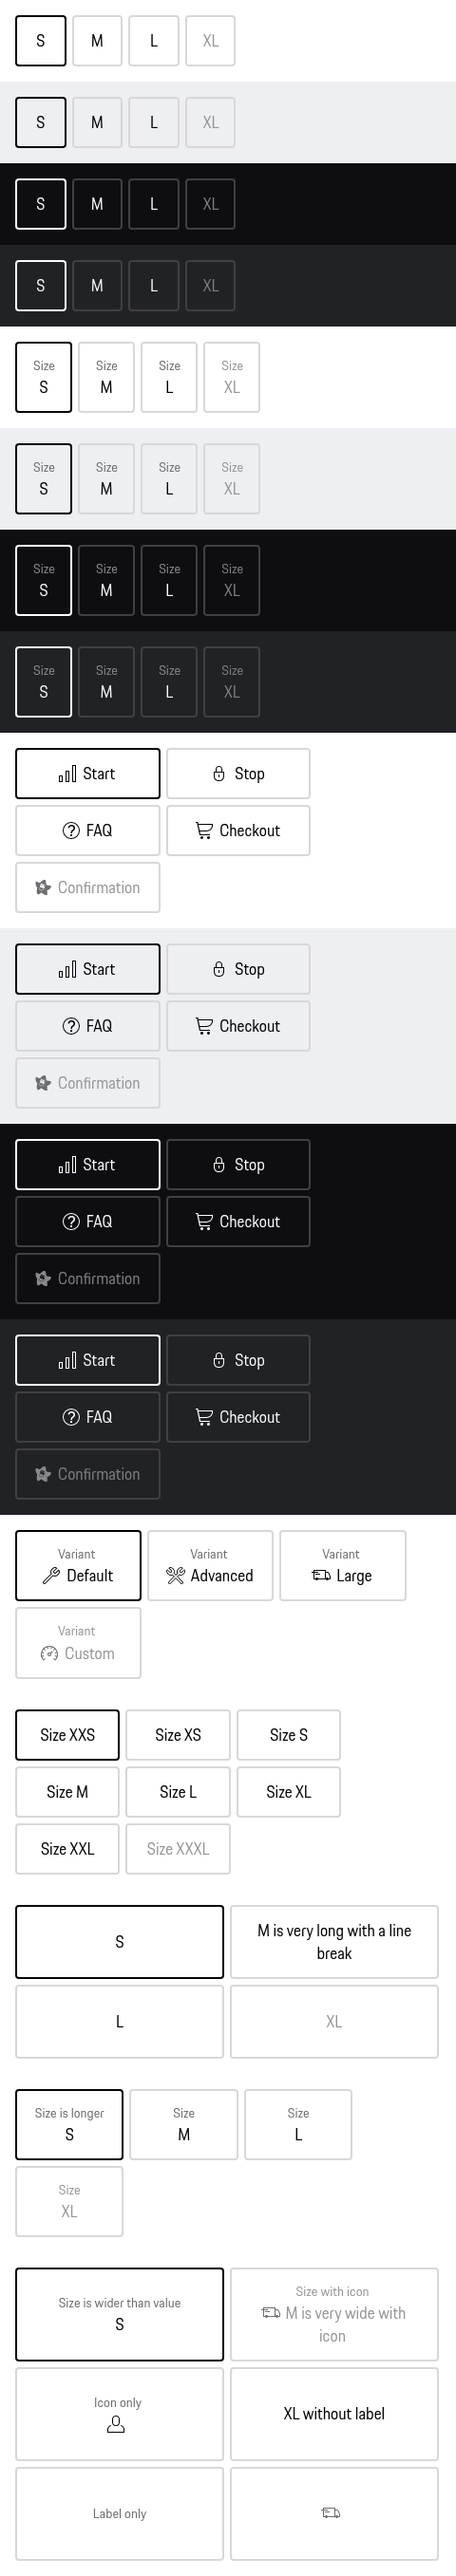 S M L XL
S M L XL
S M L XL
S M L XL
Size Size Size Size
S M L XL
Size Size Size Size
S M L XL
Size Size Size Size
S M L XL
Size Size Size Size
S M L XL
Start Stop
FAQ Checkout
Confirmation
Start Stop
FAQ Checkout
Confirmation
Start Stop
FAQ Checkout
Confirmation
Start Stop
FAQ Checkout
Confirmation
Variant Variant Variant
Default Advanced Large
Variant
Custom
Size XXS Size XS Size S
Size M Size L Size XL
Size XXL Size XXXL
S
M is very long with a line
break
L XL
Size is longer Size Size
S M L
Size
XL
Size is wider than value
S
Size with icon
M is very wide with
icon
Icon only
XL without label
Label only